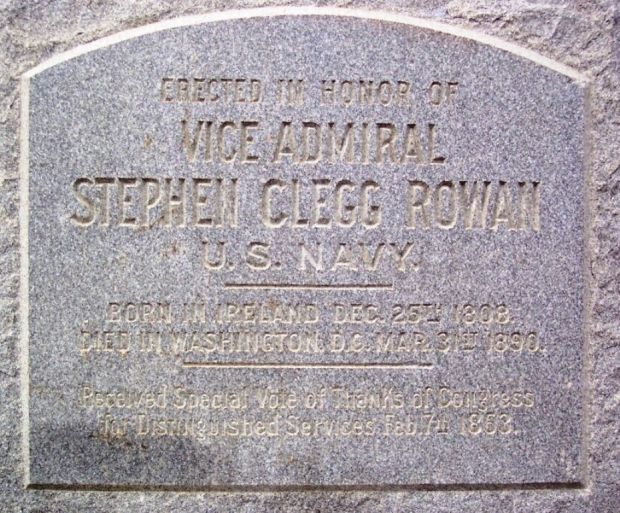 ERECTED IN HONOR OF
VICE ADMIRAL
STEPHEN CLEGG ROWAN
U.S. NAVY.
BORN IN IRELAND DEC. 25TH 1808
DIED IN WASHINGTON D.C. MAR. 31ST 1890.
Received Special Vote of Thanks of Congress
for Distinguished Services Feb. 7th 1863.